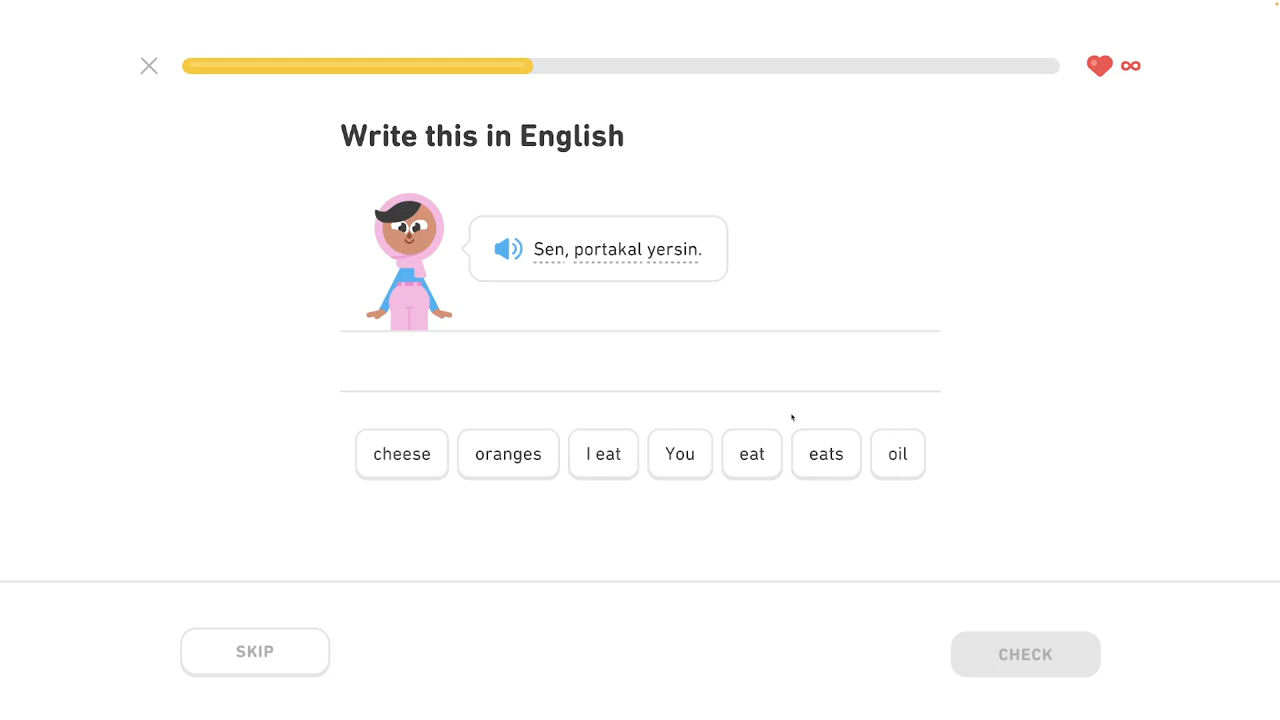 Write this in English
Sen, portakal yersin.
cheese
oranges
I eat
You
eat
eats
oil
SKIP
CHECK